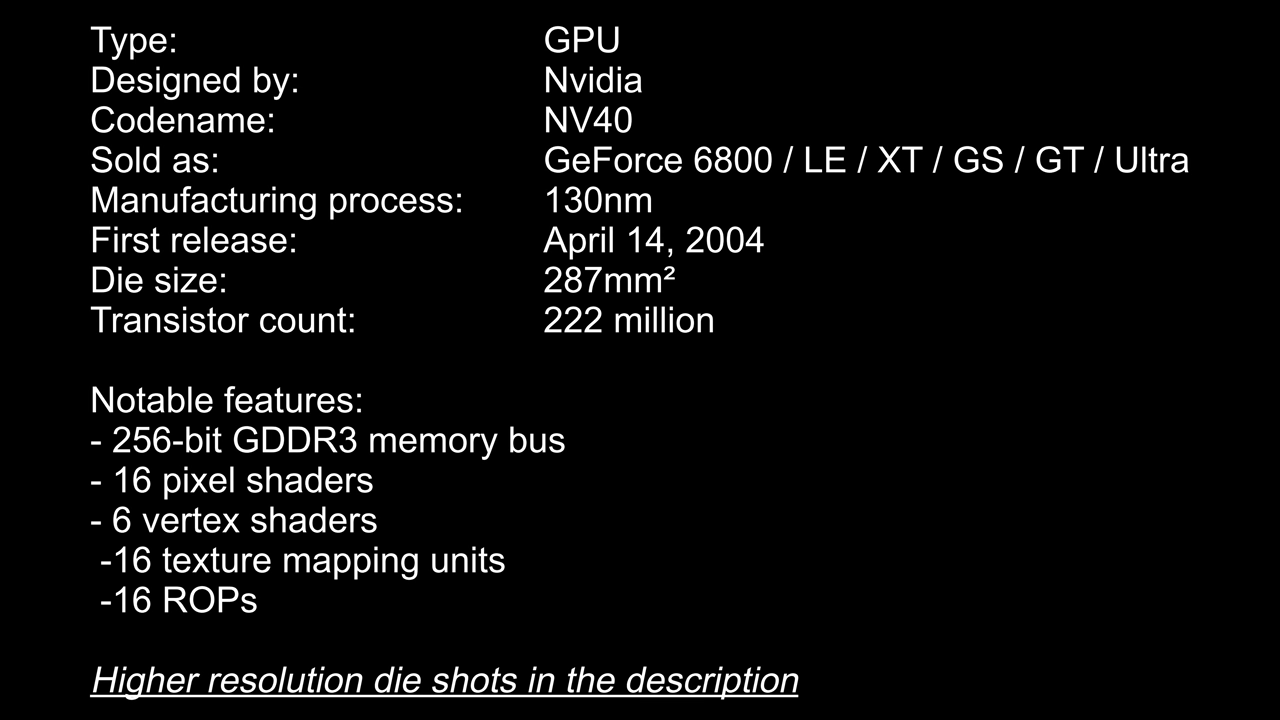 Type: GPU
Designed by: Nvidia
Codename: NV40
Sold as: GeForce 6800 / LE / XT / GS / GT / Ultra
Manufacturing process: 130nm
First release: April 14, 2004
Die size: 287mm²
Transistor count: 222 million
Notable features:
- 256-bit GDDR3 memory bus
- 16 pixel shaders
- 6 vertex shaders
-16 texture mapping units
-16 ROPs
Higher resolution die shots in the description